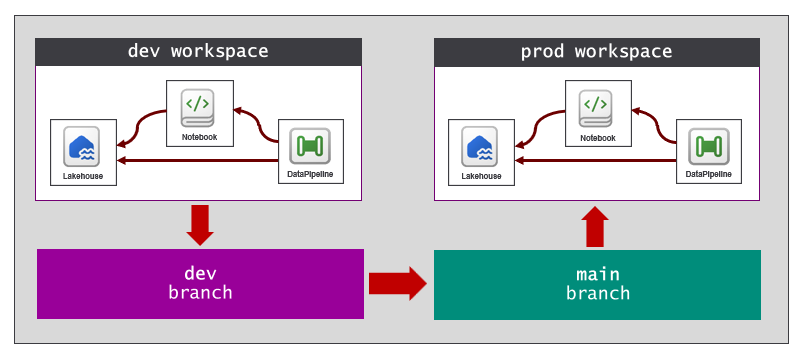 dev workspace
Notebook
Lakehouse
DataPipeline
prod workspace
Notebook
Lakehouse
DataPipeline
dev
branch
main
branch